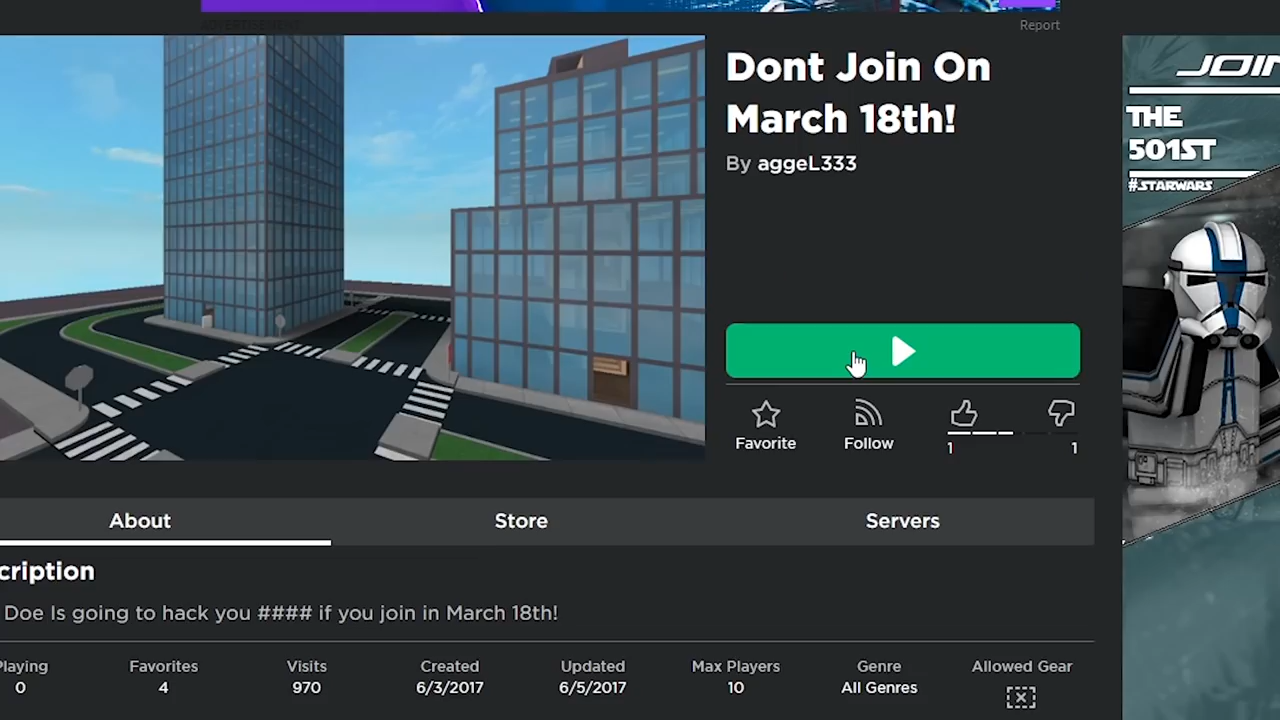 ADVERTISEMENT
Report
Dont Join On
March 18th!
By aggeL333
Favorite
Follow
1
1
About
Store
Servers
cription
Doe Is going to hack you #### if you join in March 18th!
Playing
Favorites
Visits
Created
Updated
Max Players
Genre
Allowed Gear
0
4
970
6/3/2017
6/5/2017
10
All Genres
JOIN
THE
501ST
#STARWARS